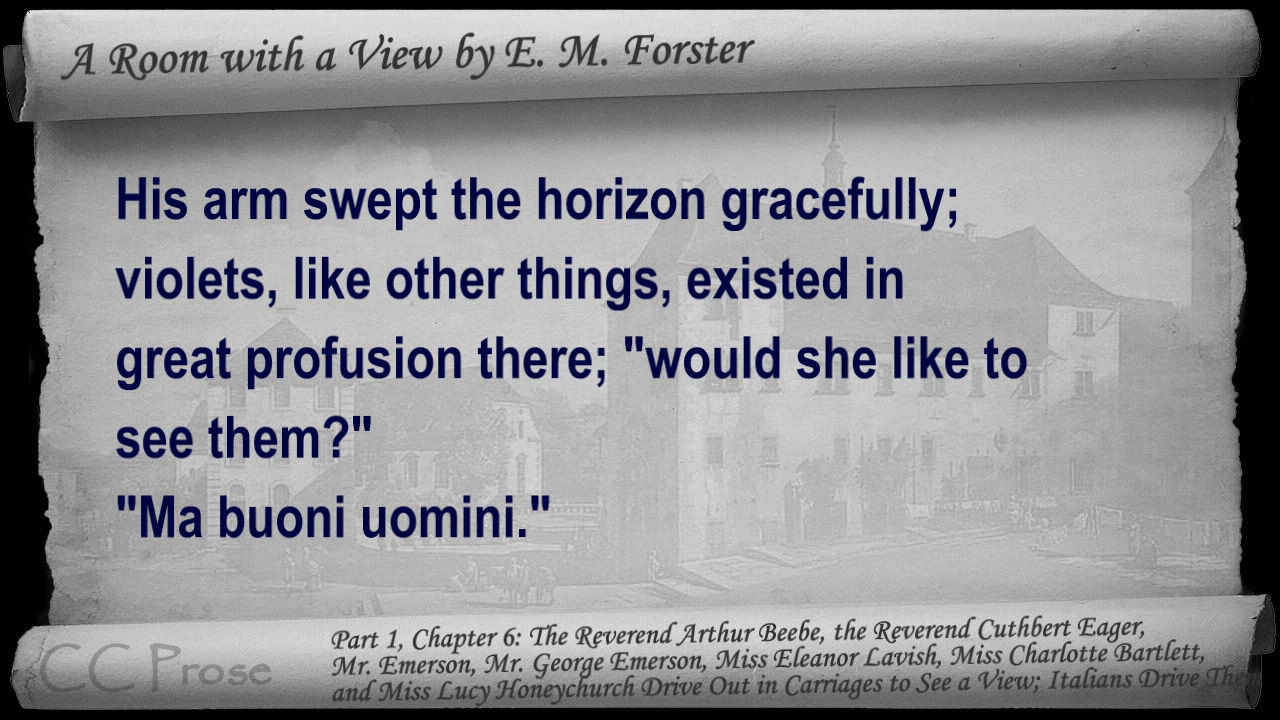 A Room with a View by E. M. Forster
His arm swept the horizon gracefully;
violets, like other things, existed in
great profusion there; "would she like to
see them?"
"Ma buoni uomini."
CC Prose
Part 1, Chapter 6: The Reverend Arthur Beebe, the Reverend Cuthbert Eager,
Mr. Emerson, Mr. George Emerson, Miss Eleanor Lavish, Miss Charlotte Bartlett,
and Miss Lucy Honeychurch Drive Out in Carriages to See a View; Italians Drive